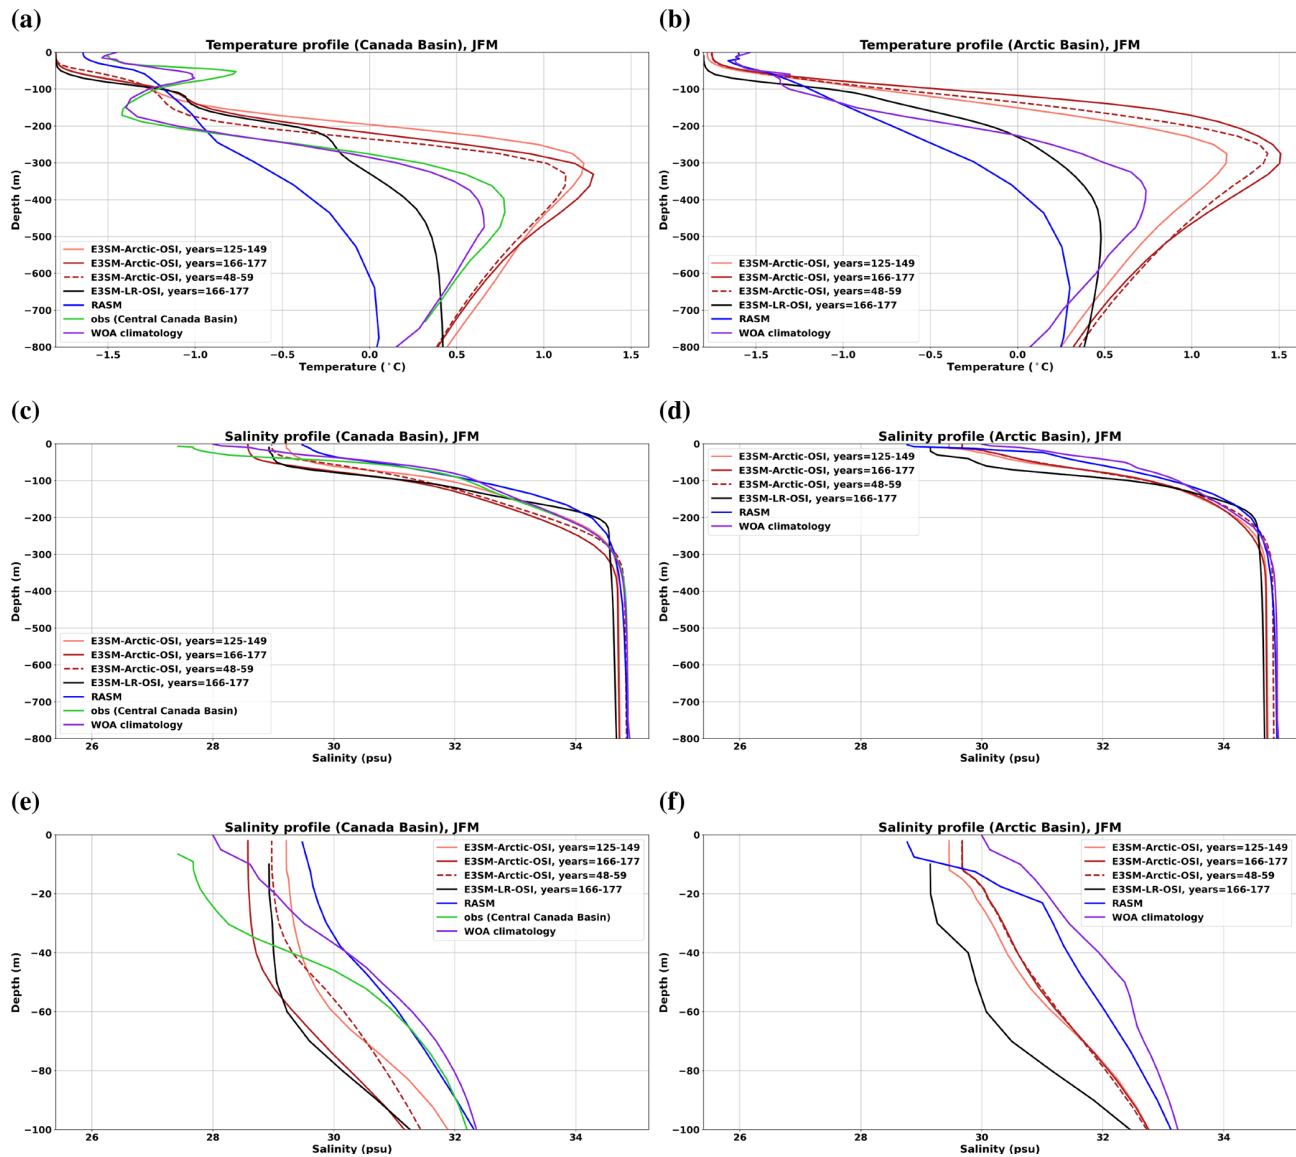 (a)
Temperature profile (Canada Basin), JFM
0
−100
−200
−300
−400
−500
−600
−700
−800
Depth (m)
E3SM-Arctic-OSI, years=125-149
E3SM-Arctic-OSI, years=166-177
E3SM-Arctic-OSI, years=48-59
E3SM-LR-OSI, years=166-177
RASM
obs (Central Canada Basin)
WOA climatology
−1.5 −1.0 −0.5 0.0 0.5 1.0 1.5
Temperature (°C)
(b)
Temperature profile (Arctic Basin), JFM
0
−100
−200
−300
−400
−500
−600
−700
−800
Depth (m)
E3SM-Arctic-OSI, years=125-149
E3SM-Arctic-OSI, years=166-177
E3SM-Arctic-OSI, years=48-59
E3SM-LR-OSI, years=166-177
RASM
WOA climatology
−1.5 −1.0 −0.5 0.0 0.5 1.0 1.5
Temperature (°C)
(c)
Salinity profile (Canada Basin), JFM
0
−100
−200
−300
−400
−500
−600
−700
−800
Depth (m)
E3SM-Arctic-OSI, years=125-149
E3SM-Arctic-OSI, years=166-177
E3SM-Arctic-OSI, years=48-59
E3SM-LR-OSI, years=166-177
RASM
obs (Central Canada Basin)
WOA climatology
26 28 30 32 34
Salinity (psu)
(d)
Salinity profile (Arctic Basin), JFM
0
−100
−200
−300
−400
−500
−600
−700
−800
Depth (m)
E3SM-Arctic-OSI, years=125-149
E3SM-Arctic-OSI, years=166-177
E3SM-Arctic-OSI, years=48-59
E3SM-LR-OSI, years=166-177
RASM
WOA climatology
26 28 30 32 34
Salinity (psu)
(e)
Salinity profile (Canada Basin), JFM
0
−20
−40
−60
−80
−100
Depth (m)
E3SM-Arctic-OSI, years=125-149
E3SM-Arctic-OSI, years=166-177
E3SM-Arctic-OSI, years=48-59
E3SM-LR-OSI, years=166-177
RASM
obs (Central Canada Basin)
WOA climatology
26 28 30 32 34
Salinity (psu)
(f)
Salinity profile (Arctic Basin), JFM
0
−20
−40
−60
−80
−100
Depth (m)
E3SM-Arctic-OSI, years=125-149
E3SM-Arctic-OSI, years=166-177
E3SM-Arctic-OSI, years=48-59
E3SM-LR-OSI, years=166-177
RASM
WOA climatology
26 28 30 32 34
Salinity (psu)